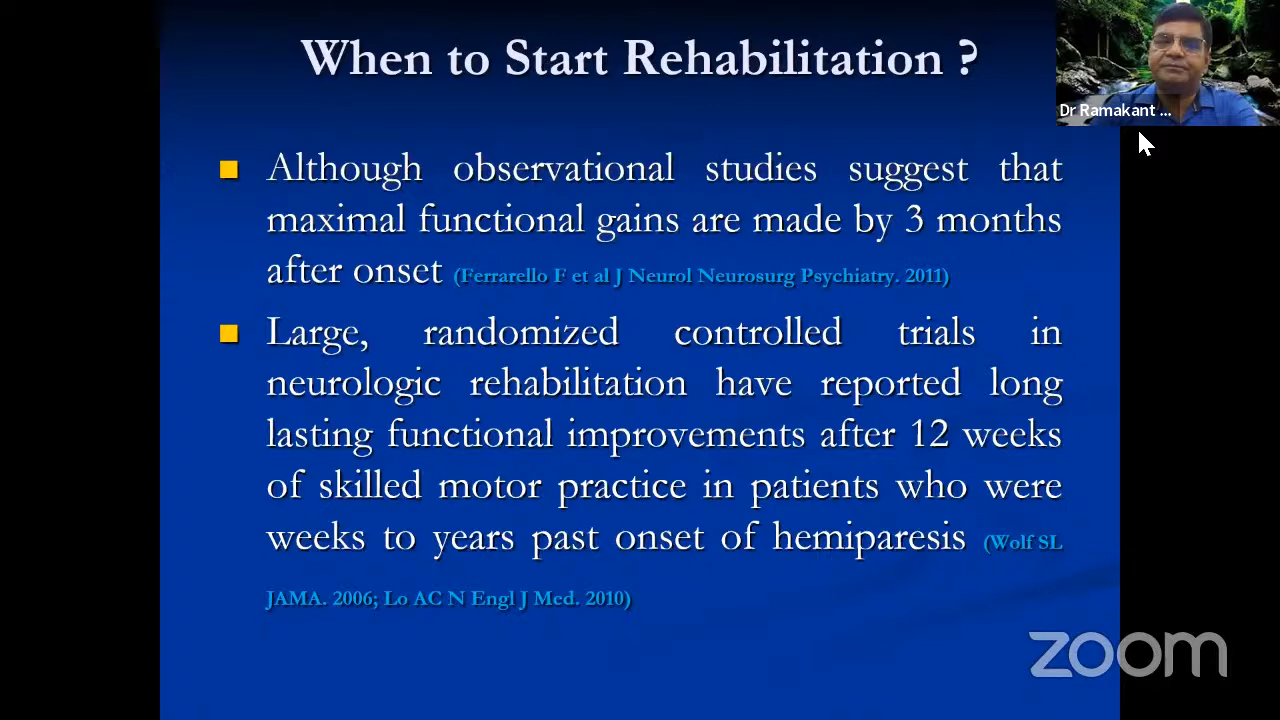 When to Start Rehabilitation ?
Dr Ramakant ...
Although observational studies suggest that
maximal functional gains are made by 3 months
after onset (Ferrarello F et al J Neurol Neurosurg Psychiatry. 2011)
Large, randomized controlled trials in
neurologic rehabilitation have reported long
lasting functional improvements after 12 weeks
of skilled motor practice in patients who were
weeks to years past onset of hemiparesis (Wolf SL
JAMA. 2006; Lo AC N Engl J Med. 2010)
zoom